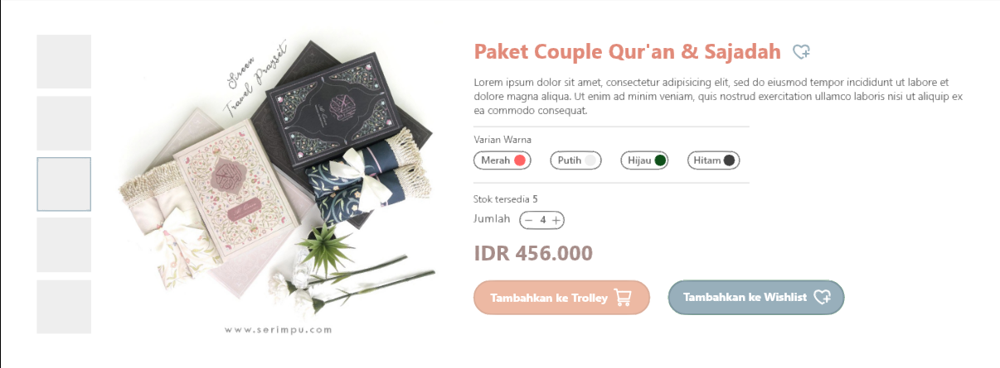 Sireen
Travel Prayset
www.serimpu.com
Paket Couple Qur'an & Sajadah
Lorem ipsum dolor sit amet, consectetur adipisicing elit, sed do eiusmod tempor incididunt ut labore et
dolore magna aliqua. Ut enim ad minim veniam, quis nostrud exercitation ullamco laboris nisi ut aliquip ex
ea commodo consequat.
Varian Warna
Merah Putih Hijau Hitam
Stok tersedia 5
Jumlah − 4 +
IDR 456.000
Tambahkan ke Trolley Tambahkan ke Wishlist